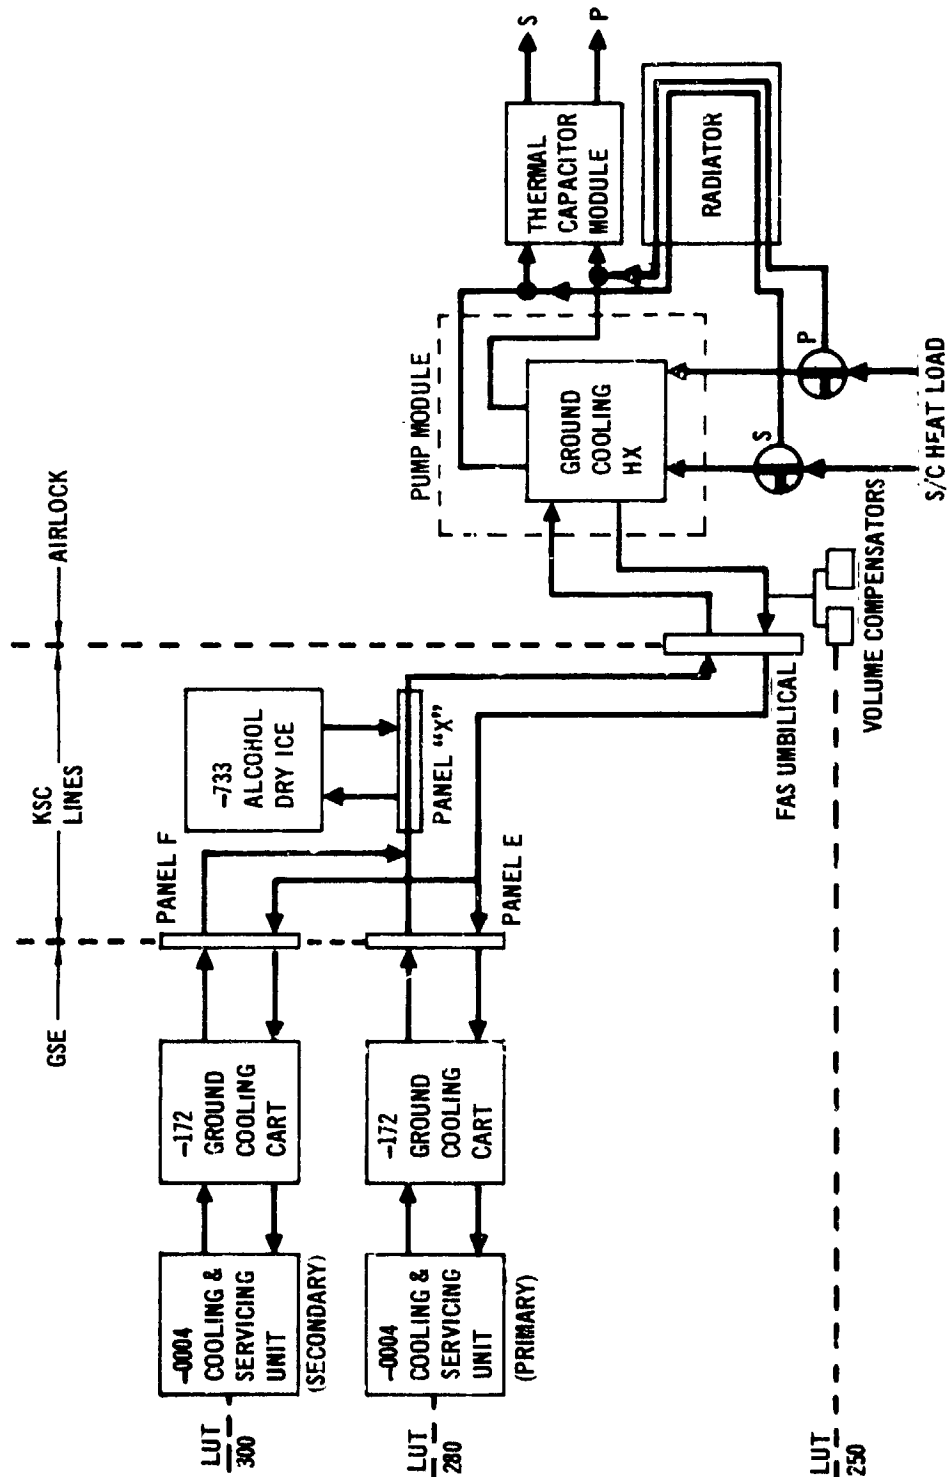 GSE
KSC
LINES
AIRLOCK
LUT
300
-0004
COOLING &
SERVICING
UNIT
(SECONDARY)
-172
GROUND
COOLING
CART
PANEL F
-733
ALCOHOL
DRY ICE
PANEL "X"
LUT
280
-0004
COOLING &
SERVICING
UNIT
(PRIMARY)
-172
GROUND
COOLING
CART
PANEL E
PUMP MODULE
GROUND
COOLING
HX
THERMAL
CAPACITOR
MODULE
S
P
RADIATOR
S
P
S/C HEAT LOAD
FAS UMBILICAL
VOLUME COMPENSATORS
LUT
250